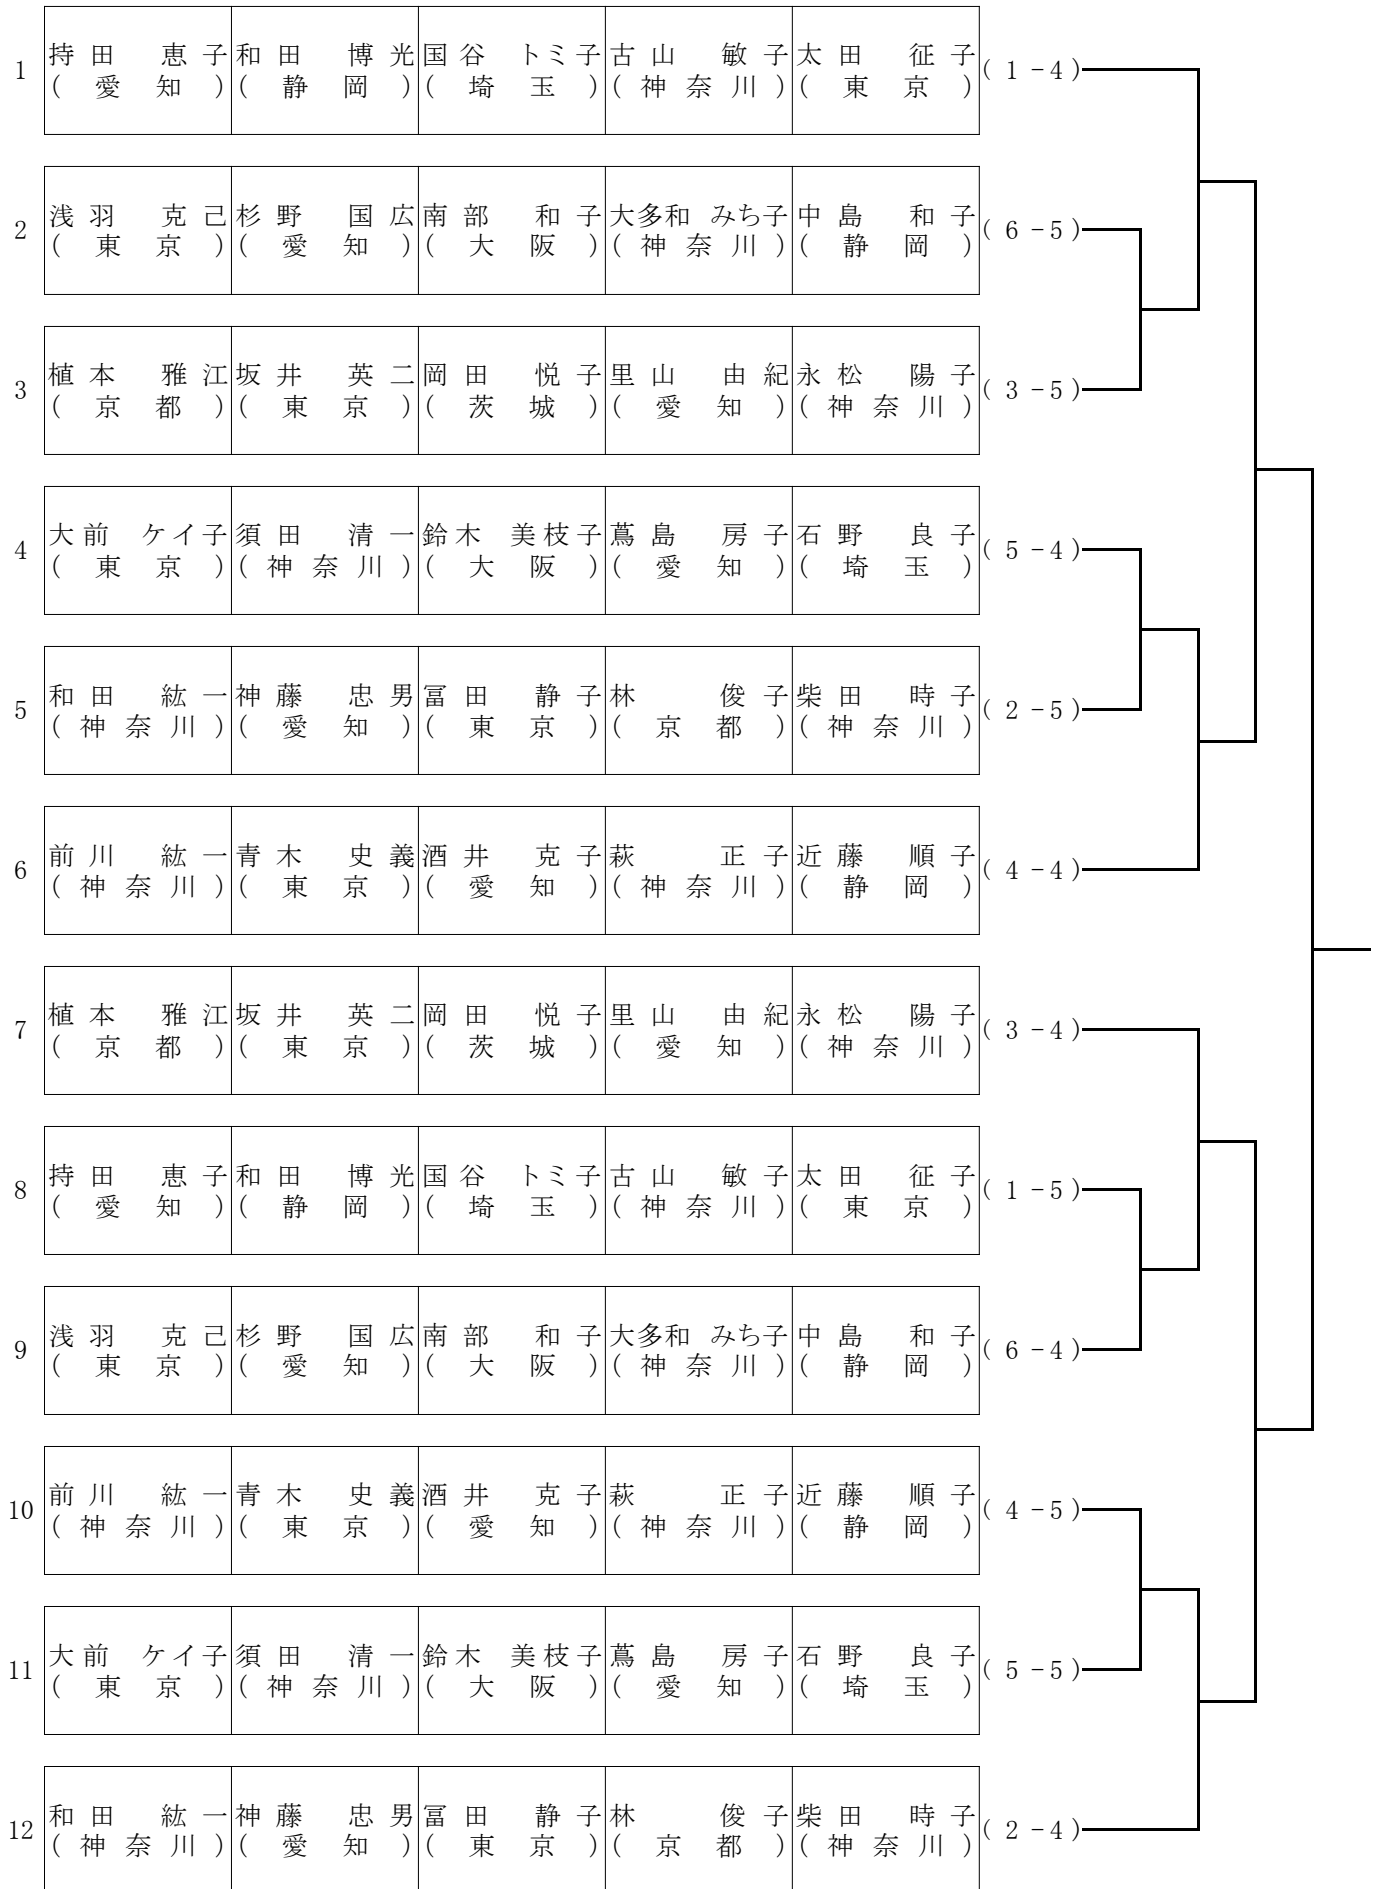 持田 恵子 和田 博光 国谷 トミ子 古山 敏子 太田 征子
1 (愛知) (静岡) (埼玉) (神奈川) (東京) (1-4)
浅羽 克己 杉野 国広 南部 和子 大多和 みち子 中島 和子
2 (東京) (愛知) (大阪) (神奈川) (静岡) (6-5)
植本 雅江 坂井 英二 岡田 悦子 里山 由紀 永松 陽子
3 (京都) (東京) (茨城) (愛知) (神奈川) (3-5)
大前 ケイ子 須田 清一 鈴木 美枝子 蔦島 房子 石野 良子
4 (東京) (神奈川) (大阪) (愛知) (埼玉) (5-4)
和田 紘一 神藤 忠男 冨田 静子 林 俊子 柴田 時子
5 (神奈川) (愛知) (東京) (京都) (神奈川) (2-5)
前川 紘一 青木 史義 酒井 克子 萩 正子 近藤 順子
6 (神奈川) (東京) (愛知) (神奈川) (静岡) (4-4)
植本 雅江 坂井 英二 岡田 悦子 里山 由紀 永松 陽子
7 (京都) (東京) (茨城) (愛知) (神奈川) (3-4)
持田 恵子 和田 博光 国谷 トミ子 古山 敏子 太田 征子
8 (愛知) (静岡) (埼玉) (神奈川) (東京) (1-5)
浅羽 克己 杉野 国広 南部 和子 大多和 みち子 中島 和子
9 (東京) (愛知) (大阪) (神奈川) (静岡) (6-4)
前川 紘一 青木 史義 酒井 克子 萩 正子 近藤 順子
10 (神奈川) (東京) (愛知) (神奈川) (静岡) (4-5)
大前 ケイ子 須田 清一 鈴木 美枝子 蔦島 房子 石野 良子
11 (東京) (神奈川) (大阪) (愛知) (埼玉) (5-5)
和田 紘一 神藤 忠男 冨田 静子 林 俊子 柴田 時子
12 (神奈川) (愛知) (東京) (京都) (神奈川) (2-4)